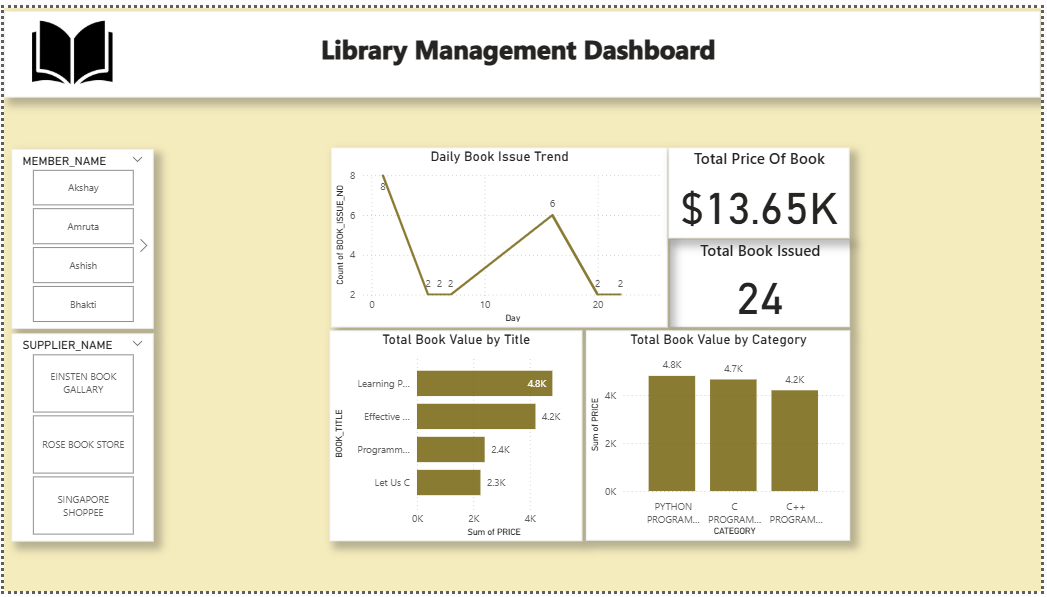 Library Management Dashboard
MEMBER_NAME
Akshay
Amruta
Ashish
Bhakti
SUPPLIER_NAME
EINSTEN BOOK
GALLARY
ROSE BOOK STORE
SINGAPORE
SHOPPEE
Daily Book Issue Trend
Count of BOOK_ISSUE_NO
8
6
4
2
8
2 2 2
6
2 2
0 10 20
Day
Total Price Of Book
$13.65K
Total Book Issued
24
Total Book Value by Title
BOOK_TITLE
Learning P... 4.8K
Effective ... 4.2K
Programm... 2.4K
Let Us C 2.3K
0K 2K 4K
Sum of PRICE
Total Book Value by Category
Sum of PRICE
4K
2K
0K
4.8K 4.7K 4.2K
PYTHON C C++
PROGRAM... PROGRAM... PROGRAM...
CATEGORY